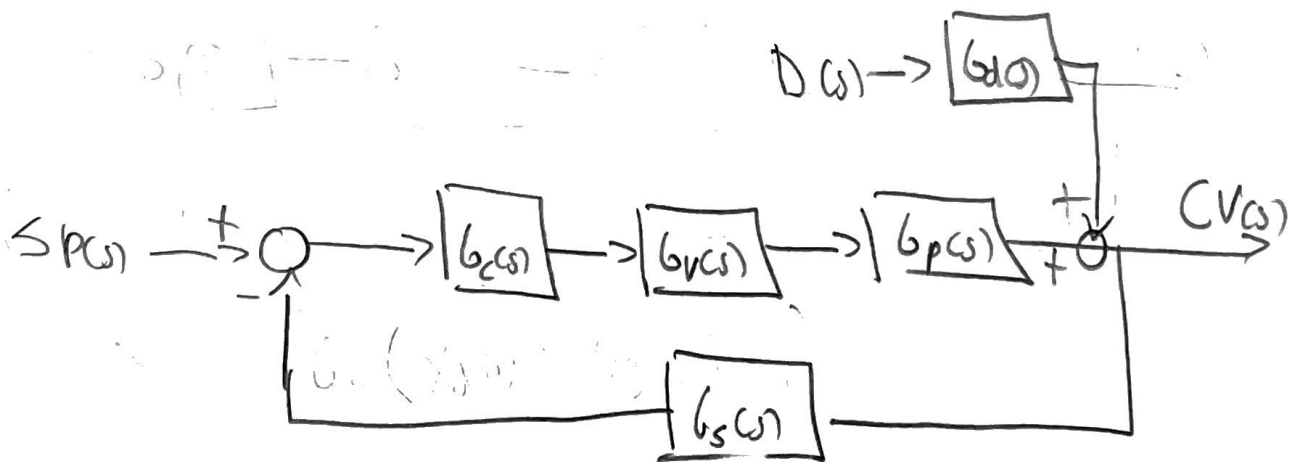 D(s) Gd(s)
+ CV(s)
SP(s) + Gc(s) Gv(s) Gp(s) +
-
Gs(s)